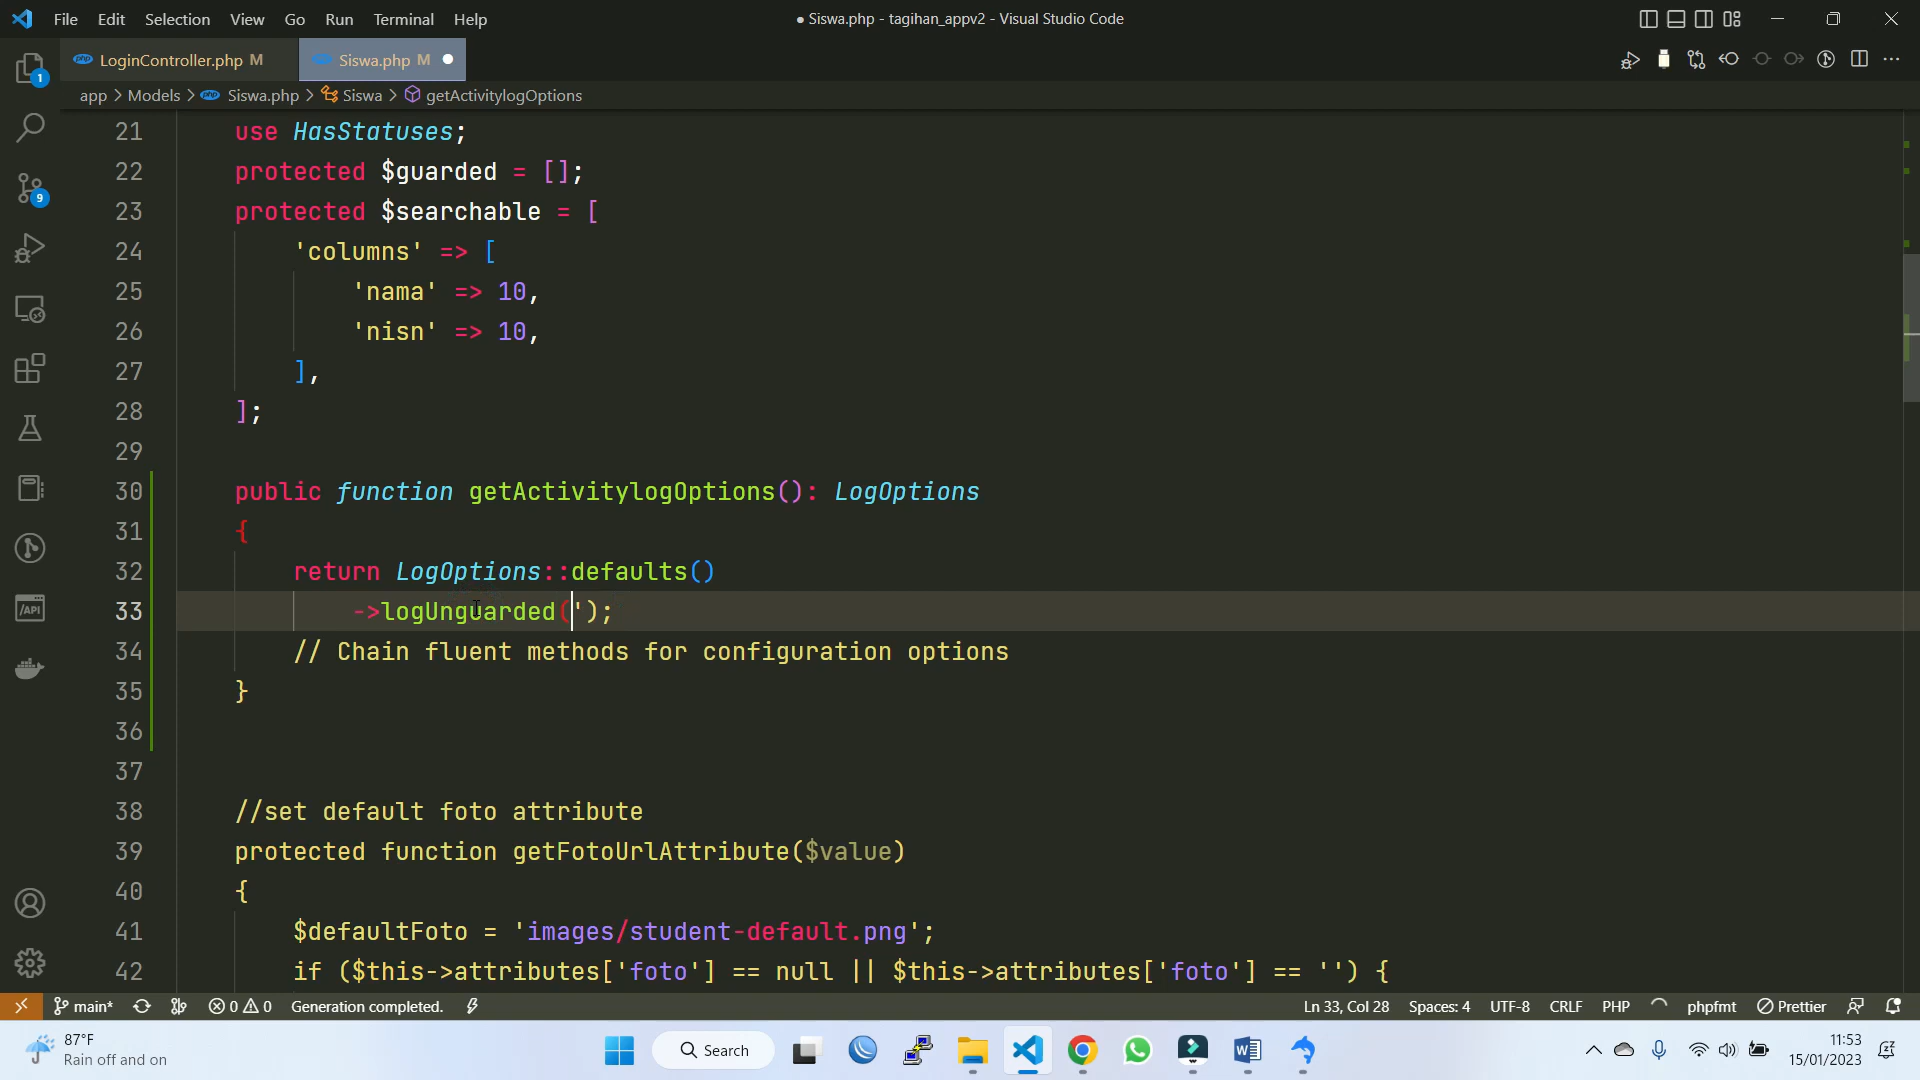 File Edit Selection View Go Run Terminal Help
● Siswa.php - tagihan_appv2 - Visual Studio Code
LoginController.php M
Siswa.php M
app > Models > Siswa.php > Siswa > getActivitylogOptions
1
9
/API
21 use HasStatuses;
22 protected $guarded = [];
23 protected $searchable = [
24 'columns' => [
25 'nama' => 10,
26 'nisn' => 10,
27 ],
28 ];
29
30 public function getActivitylogOptions(): LogOptions
31 {
32 return LogOptions::defaults()
33 ->logUnguarded(');
34 // Chain fluent methods for configuration options
35 }
36
37
38 //set default foto attribute
39 protected function getFotoUrlAttribute($value)
40 {
41 $defaultFoto = 'images/student-default.png';
42 if ($this->attributes['foto'] == null || $this->attributes['foto'] == '') {
main* 0 0 Generation completed.
Ln 33, Col 28 Spaces: 4 UTF-8 CRLF PHP phpfmt Prettier
87°F
Rain off and on
Search
11:53
15/01/2023